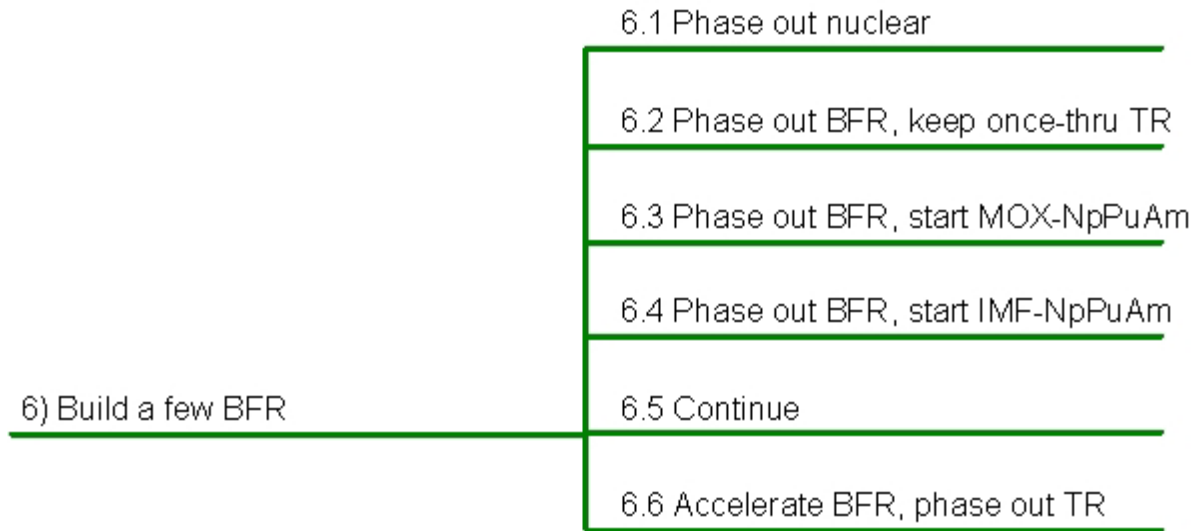 6.1 Phase out nuclear
6.2 Phase out BFR, keep once-thru TR
6.3 Phase out BFR, start MOX-NpPuAm
6.4 Phase out BFR, start IMF-NpPuAm
6) Build a few BFR
6.5 Continue
6.6 Accelerate BFR, phase out TR